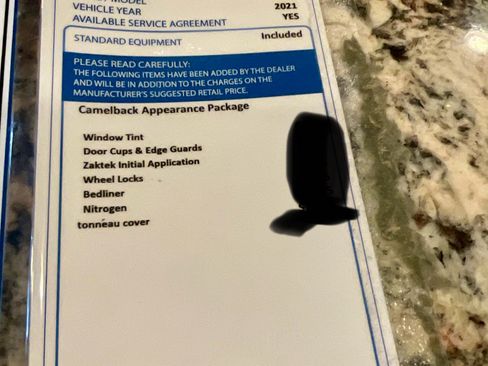 MODEL
VEHICLE YEAR 2021
AVAILABLE SERVICE AGREEMENT YES
STANDARD EQUIPMENT Included
PLEASE READ CAREFULLY:
THE FOLLOWING ITEMS HAVE BEEN ADDED BY THE DEALER
AND WILL BE IN ADDITION TO THE CHARGES ON THE
MANUFACTURER'S SUGGESTED RETAIL PRICE.
Camelback Appearance Package
Window Tint
Door Cups & Edge Guards
Zaktek Initial Application
Wheel Locks
Bedliner
Nitrogen
tonneau cover